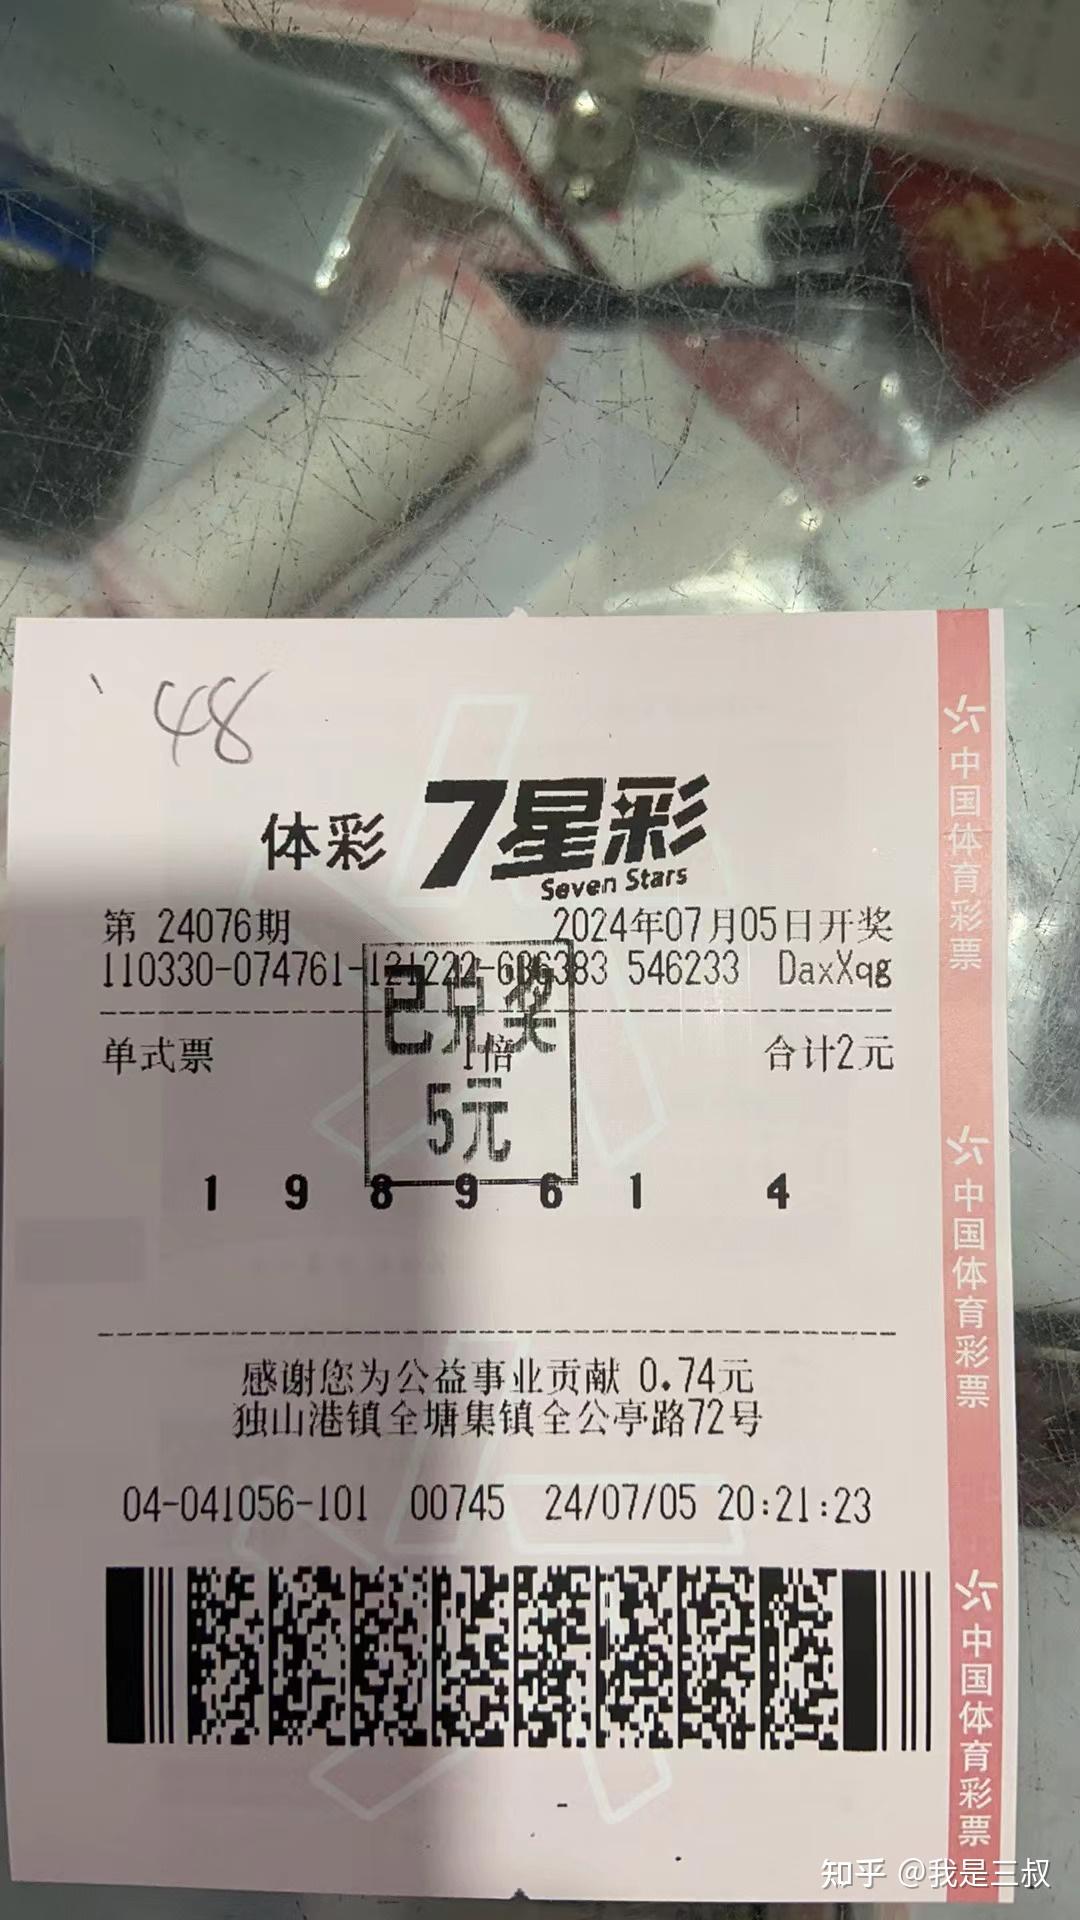 48
体彩 7星彩
Seven Stars
第 24076期 2024年07月05日开奖
110330-074761-121222-636383 546233 DaxXqg
已兑奖
单式票 1倍 合计2元
5元
1 9 8 9 6 1 4
感谢您为公益事业贡献 0.74元
独山港镇全塘集镇全公亭路72号
04-041056-101 00745 24/07/05 20:21:23
中国体育彩票
中国体育彩票
中国体育彩票
知乎 @我是三叔